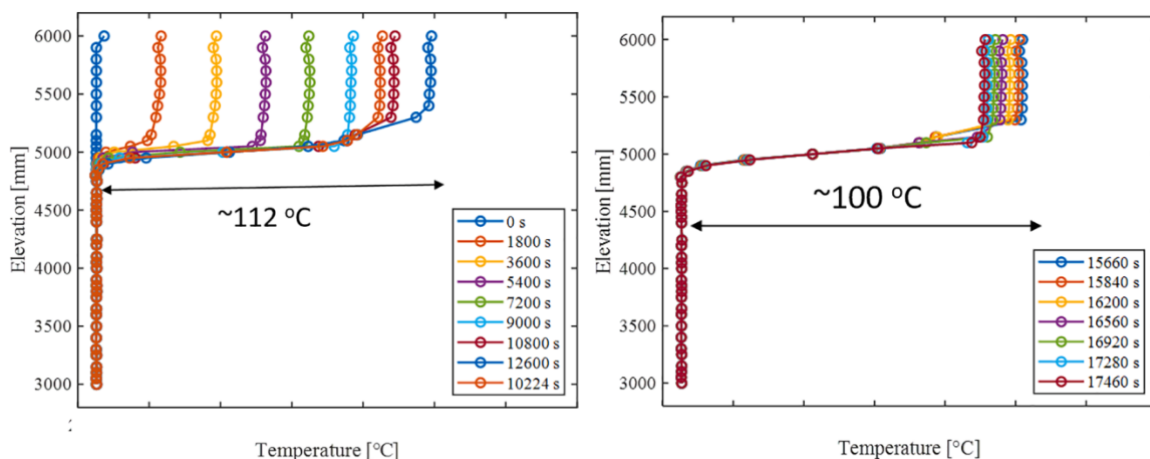 6000
5500
5000
4500
4000
3500
3000
Elevation [mm]
~112 °C
0 s
1800 s
3600 s
5400 s
7200 s
9000 s
10800 s
12600 s
10224 s
Temperature [°C]
6000
5500
5000
4500
4000
3500
3000
Elevation [mm]
~100 °C
15660 s
15840 s
16200 s
16560 s
16920 s
17280 s
17460 s
Temperature [°C]